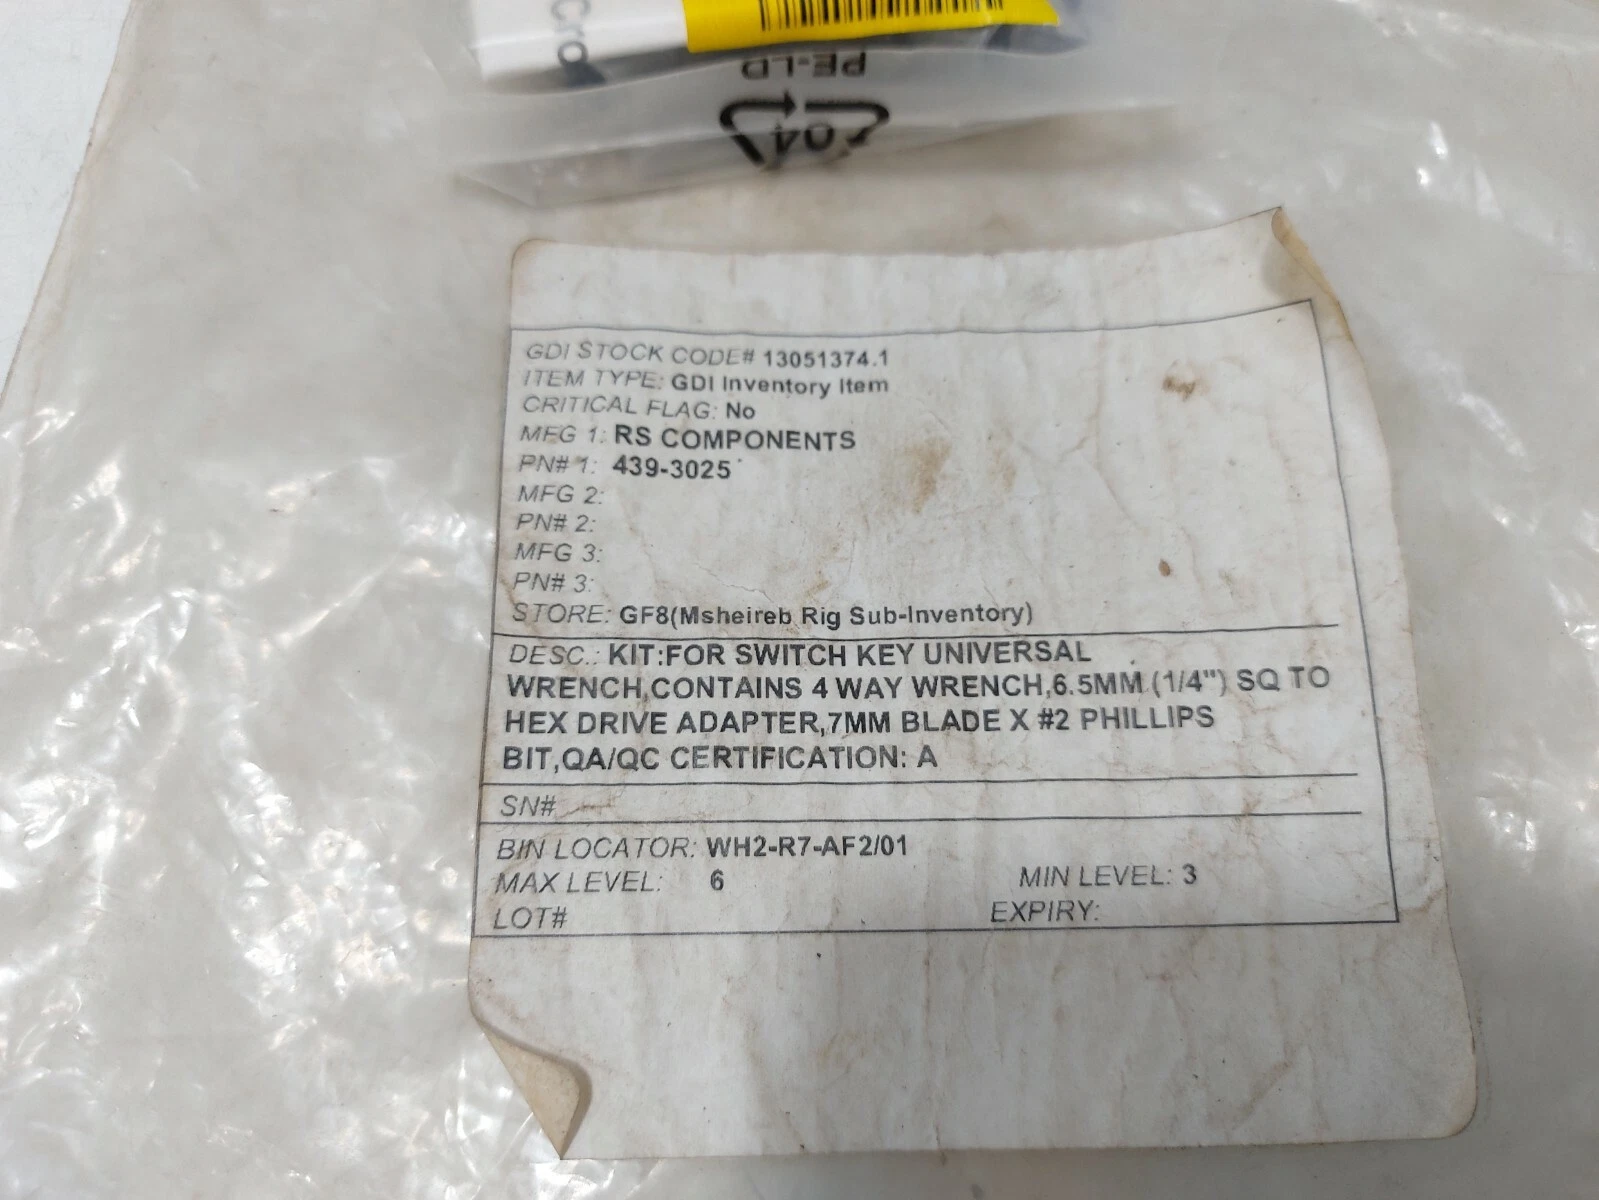 Cro
PE-LD
04
GDI STOCK CODE# 13051374.1
ITEM TYPE: GDI Inventory Item
CRITICAL FLAG: No
MFG 1: RS COMPONENTS
PN# 1: 439-3025
MFG 2:
PN# 2:
MFG 3:
PN# 3:
STORE: GF8(Msheireb Rig Sub-Inventory)
DESC.: KIT:FOR SWITCH KEY UNIVERSAL
WRENCH,CONTAINS 4 WAY WRENCH,6.5MM (1/4") SQ TO
HEX DRIVE ADAPTER,7MM BLADE X #2 PHILLIPS
BIT,QA/QC CERTIFICATION: A
SN#
BIN LOCATOR: WH2-R7-AF2/01
MAX LEVEL: 6 MIN LEVEL: 3
LOT# EXPIRY: